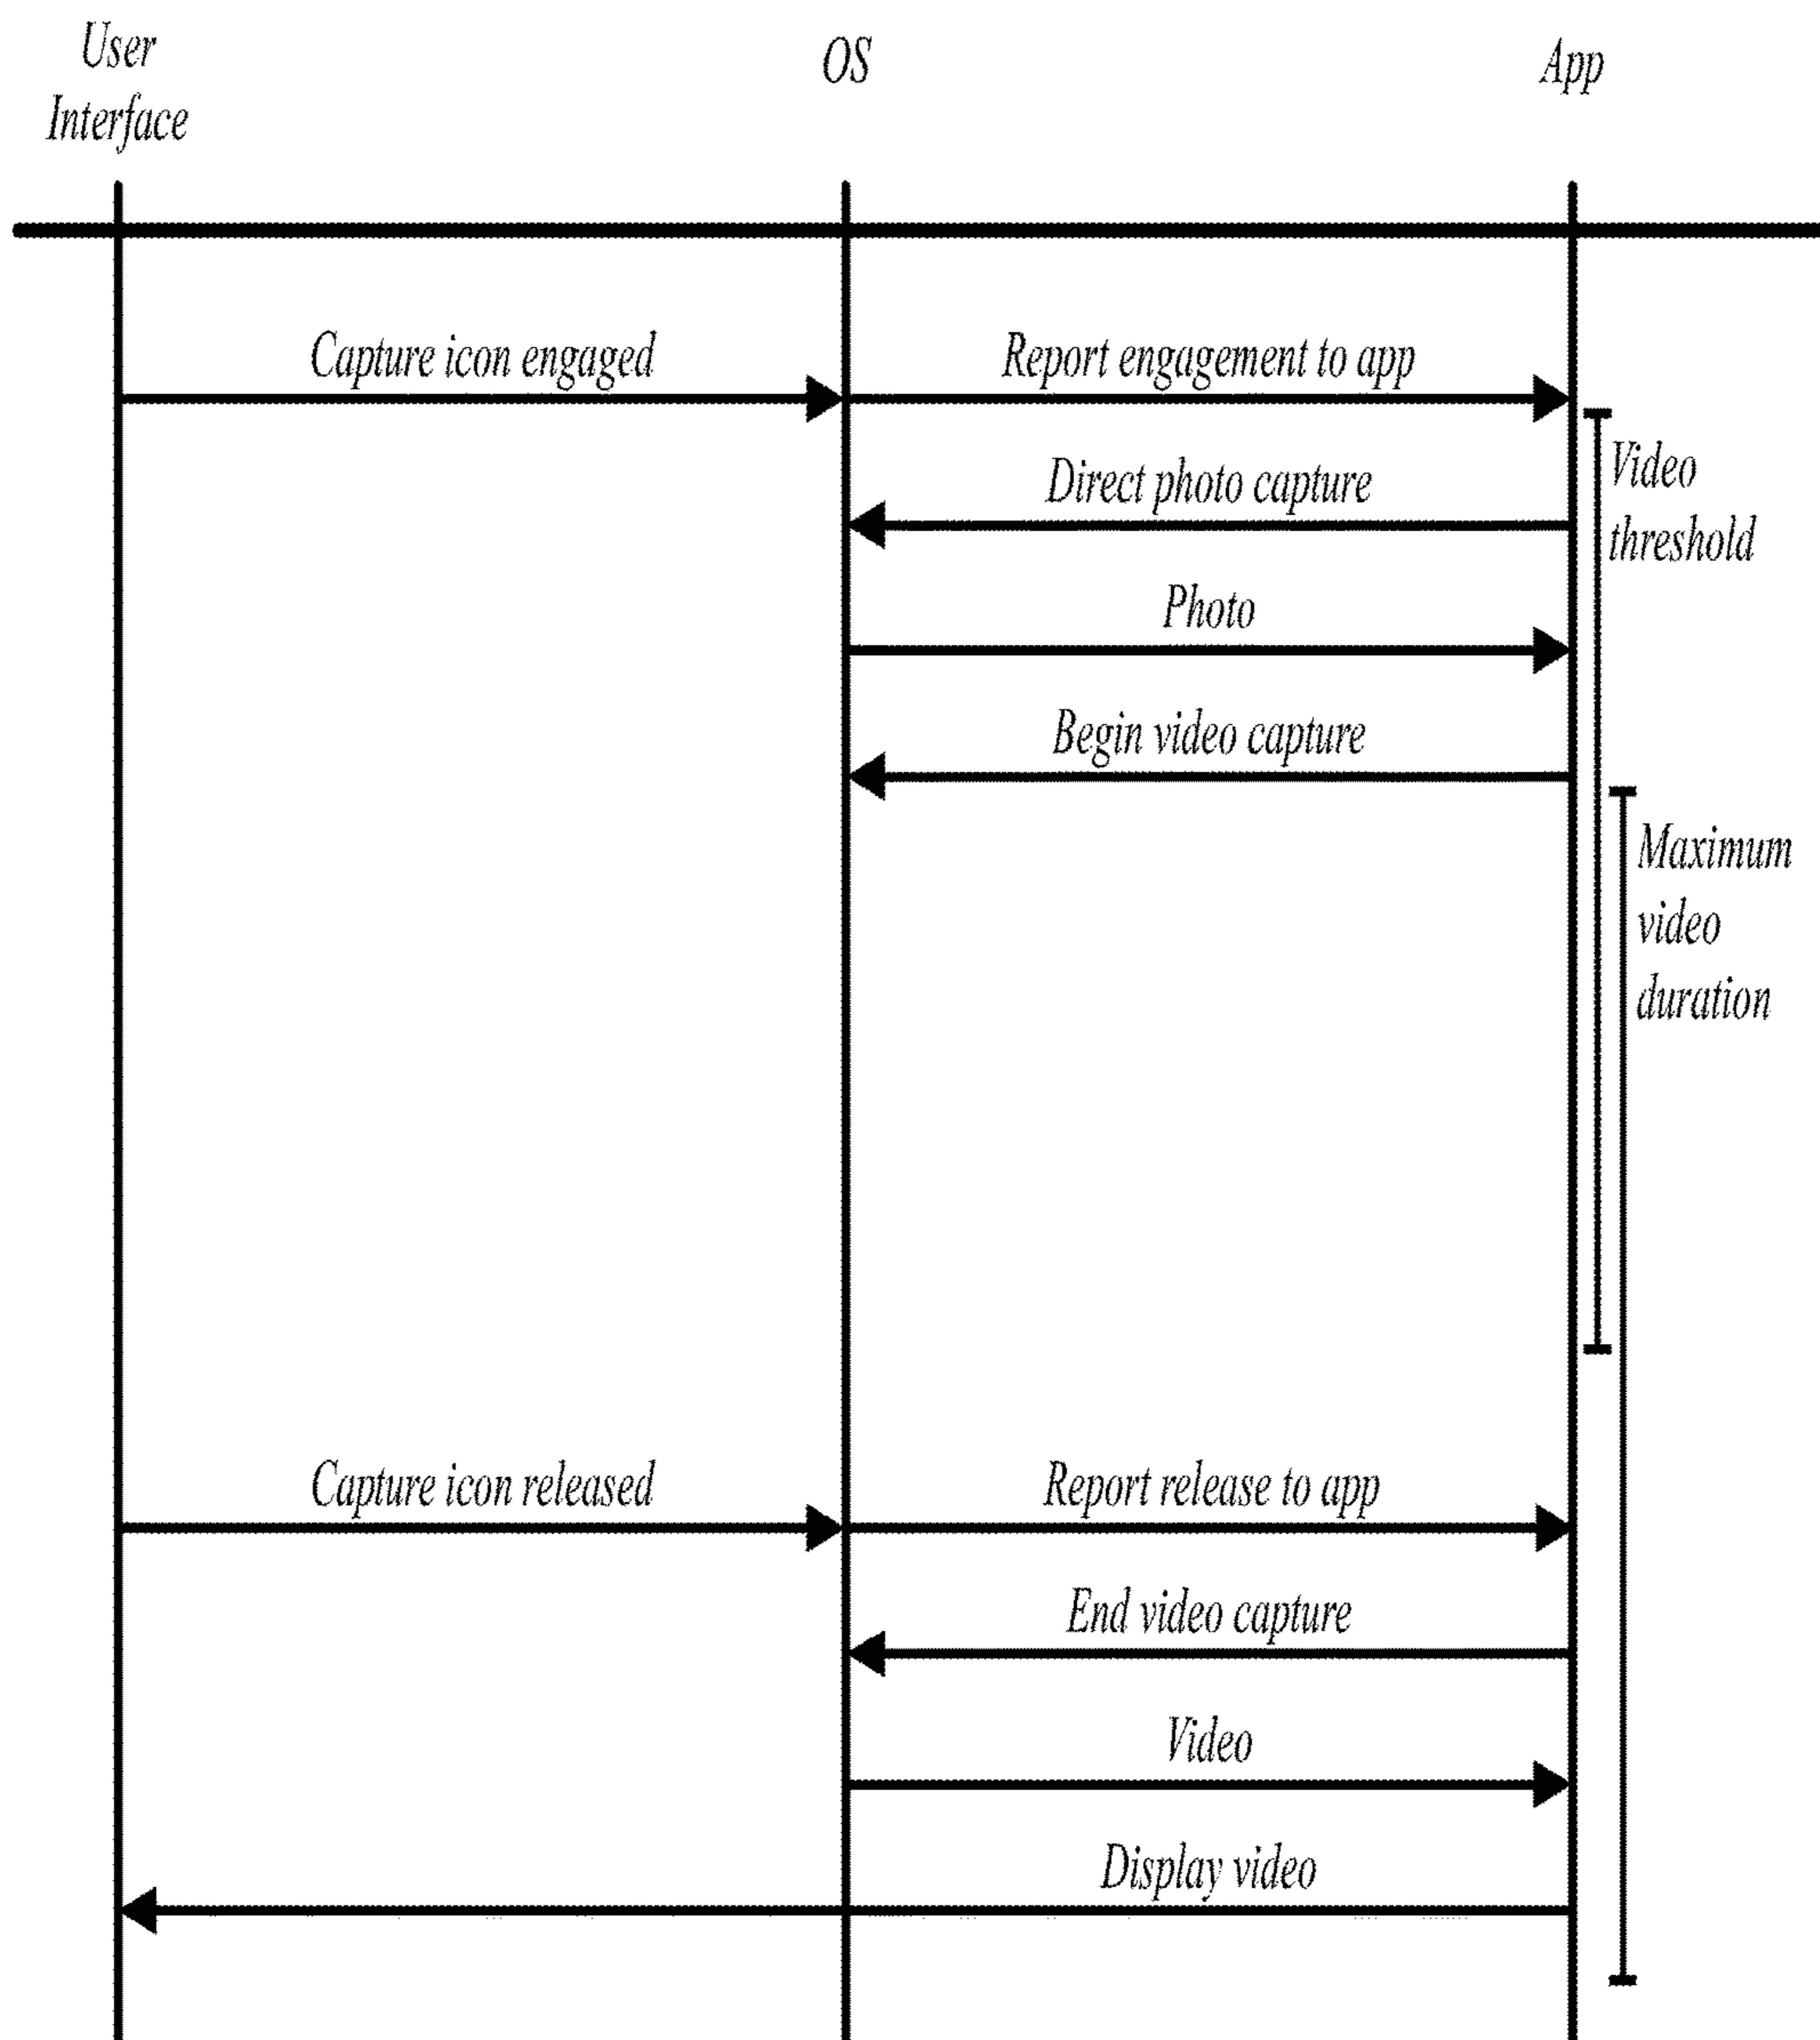 User
Interface
OS
App
Capture icon engaged
Report engagement to app
Video
threshold
Direct photo capture
Photo
Begin video capture
Maximum
video
duration
Capture icon released
Report release to app
End video capture
Video
Display video